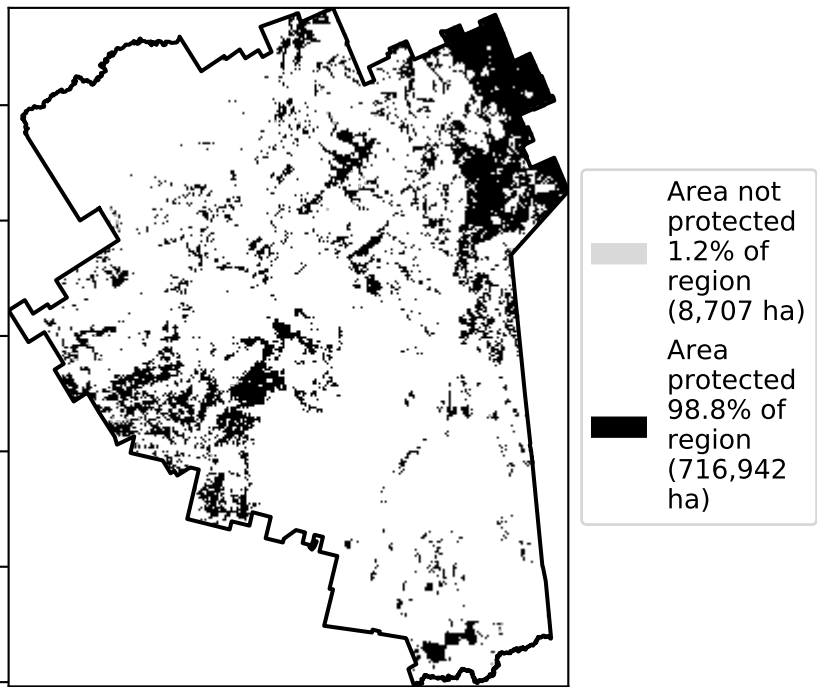 Area not
protected
1.2% of
region
(8,707 ha)
Area
protected
98.8% of
region
(716,942
ha)